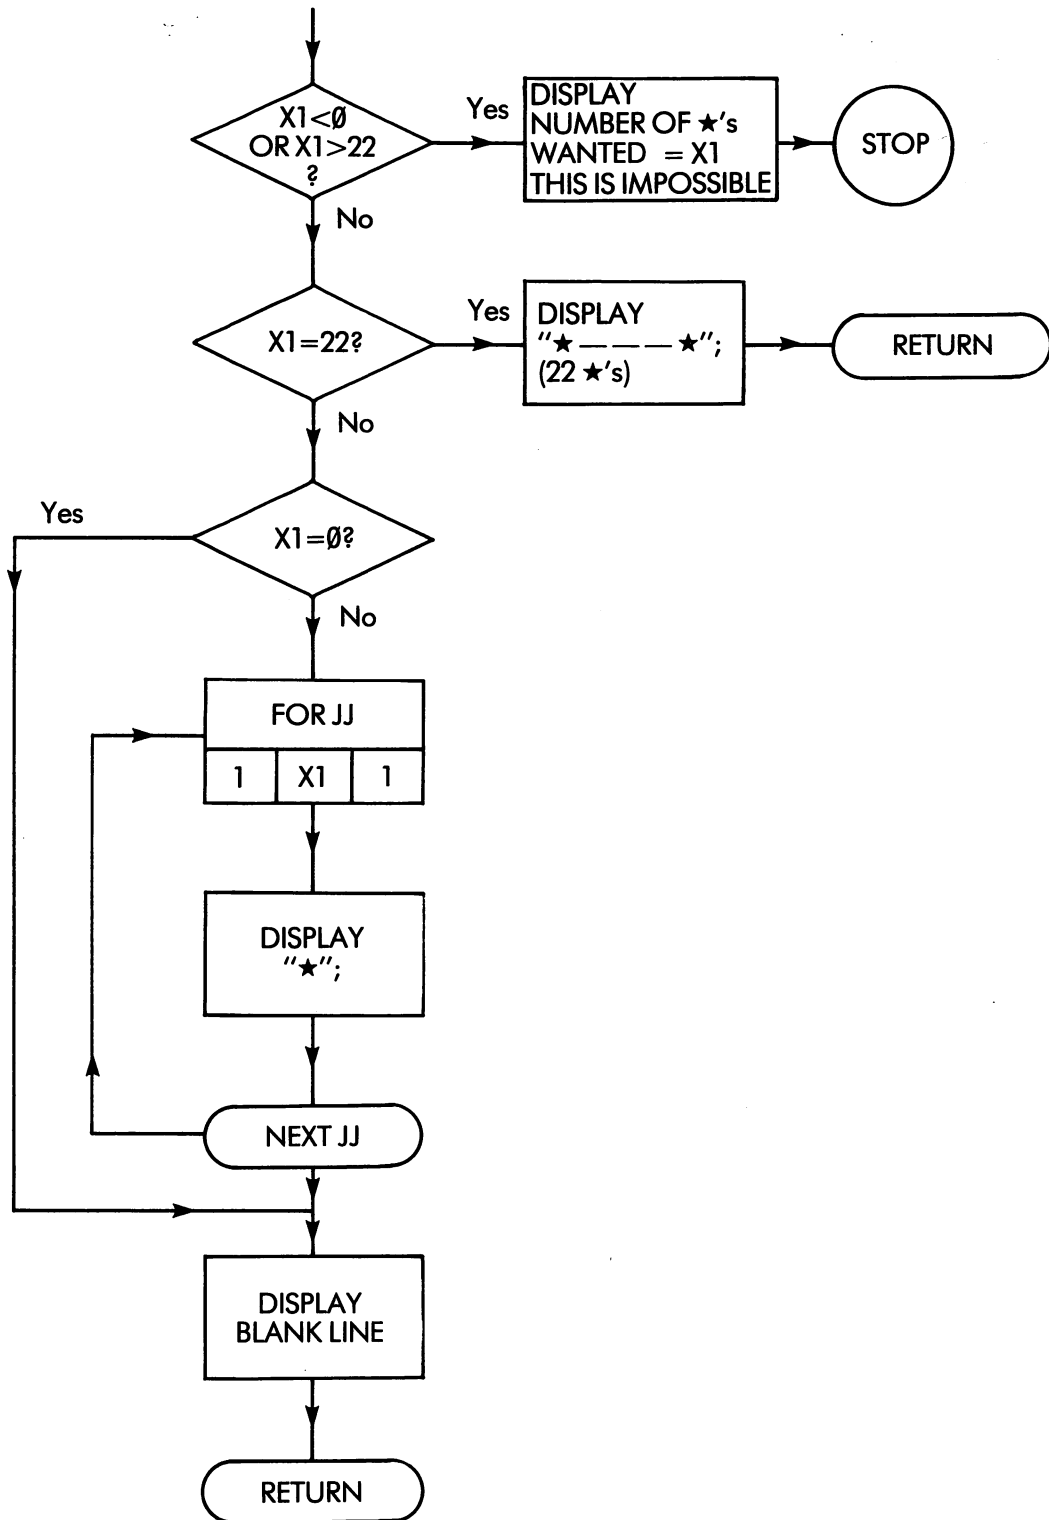 X1<Ø
OR X1>22
?
Yes
DISPLAY
NUMBER OF ★'s
WANTED = X1
THIS IS IMPOSSIBLE
STOP
No
X1=22?
Yes
DISPLAY
"★ — — — ★";
(22 ★'s)
RETURN
No
X1=Ø?
Yes
No
FOR JJ
1 X1 1
DISPLAY
"★";
NEXT JJ
DISPLAY
BLANK LINE
RETURN